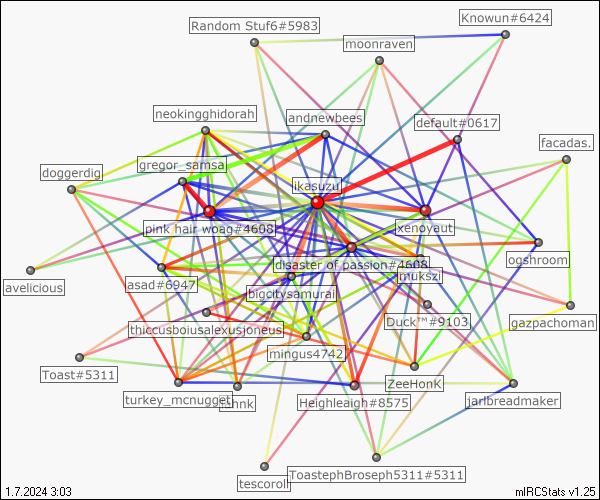 Random Stuf6#5983
Knowun#6424
moonraven
neokingghidorah
andnewbees
default#0617
facadas.
doggerdig
gregor_samsa
ikasuzu
pink hair woag#4608
xenoyaut
disaster of passion#4608
ogshroom
mukszi
avelicious
asad#6947
bigcitysamurai
Duck™#9103
gazpachoman
thiccusboiusalexusjoneus
mingus4742
Toast#5311
ZeeHonK
turkey_mcnugget
Heighleigh#8575
jarlbreadmaker
tescoroll
ToastephBroseph5311#5311
1.7.2024 3:03
mIRCStats v1.25